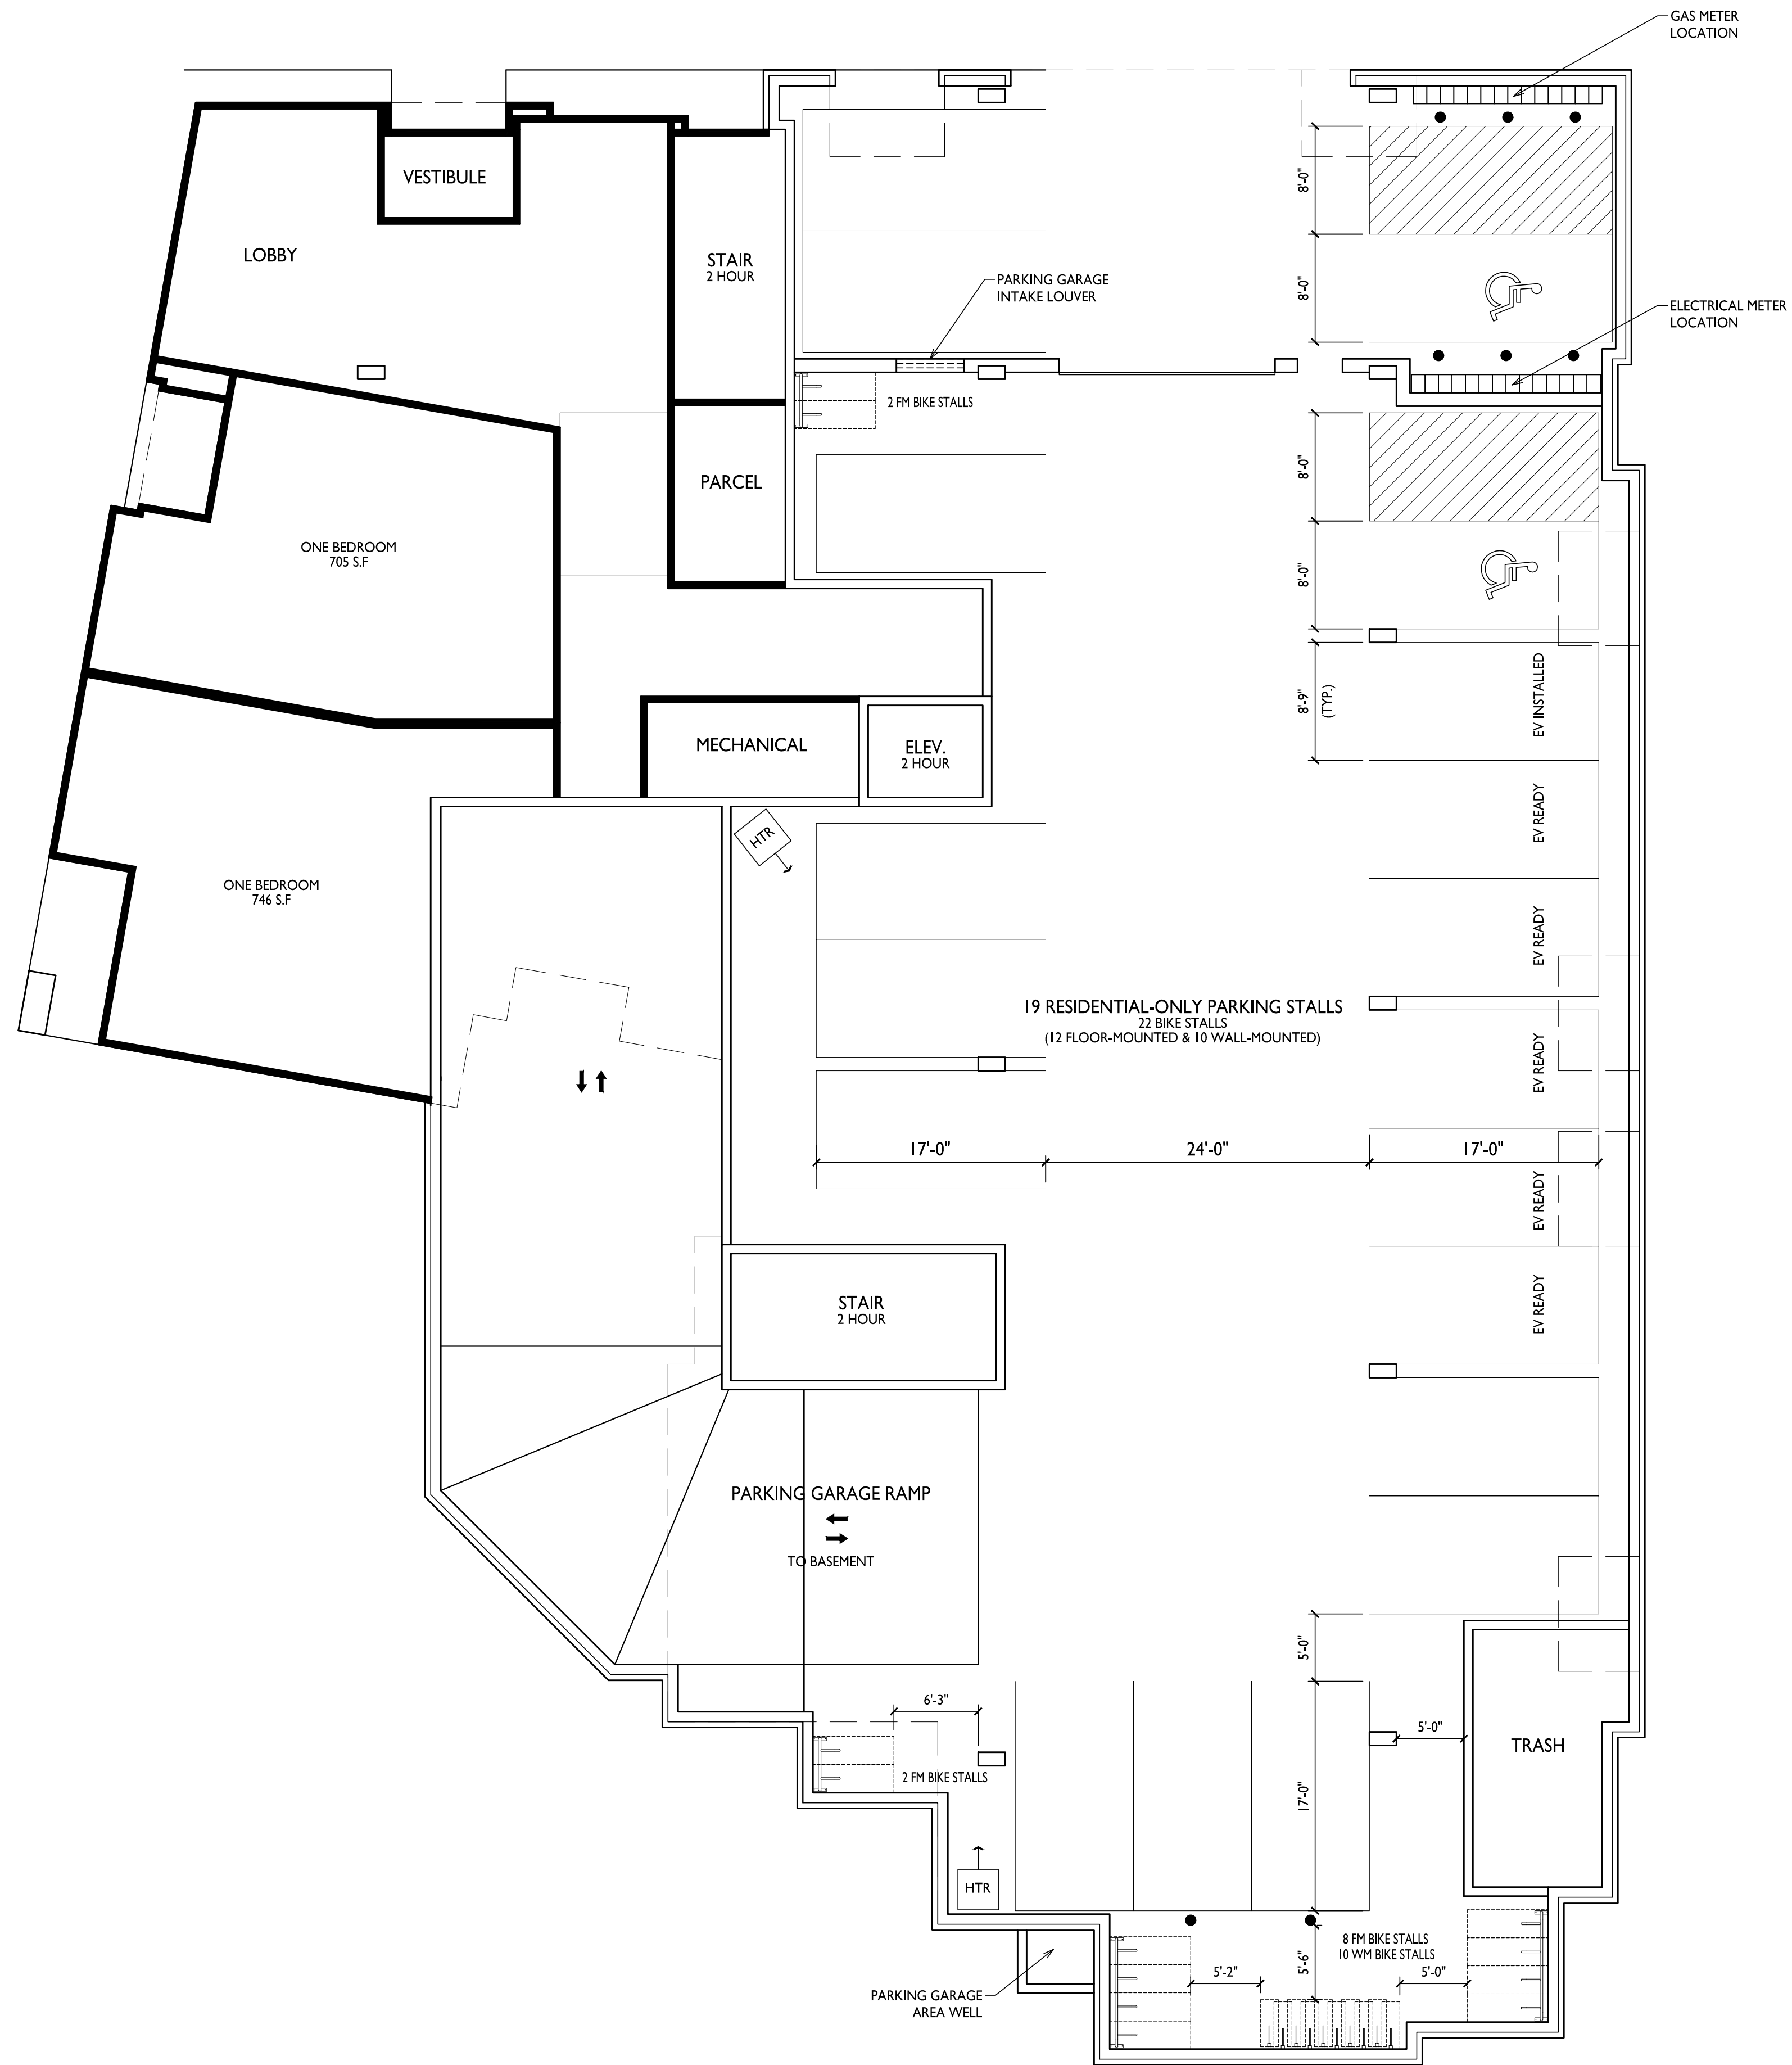 GAS METER
LOCATION
VESTIBULE
8'-0"
LOBBY
STAIR
2 HOUR
PARKING GARAGE
INTAKE LOUVER
8'-0"
ELECTRICAL METER
LOCATION
2 FM BIKE STALLS
8'-0"
PARCEL
ONE BEDROOM
705 S.F
8'-0"
8'-9"
(TYP.)
EV INSTALLED
MECHANICAL
ELEV.
2 HOUR
HTR
EV READY
ONE BEDROOM
746 S.F
EV READY
19 RESIDENTIAL-ONLY PARKING STALLS
22 BIKE STALLS
(12 FLOOR-MOUNTED & 10 WALL-MOUNTED)
EV READY
17'-0"
24'-0"
17'-0"
EV READY
STAIR
2 HOUR
EV READY
PARKING GARAGE RAMP
TO BASEMENT
5'-0"
6'-3"
5'-0"
TRASH
2 FM BIKE STALLS
17'-0"
HTR
8 FM BIKE STALLS
10 WM BIKE STALLS
5'-2"
5'-6"
5'-0"
PARKING GARAGE
AREA WELL